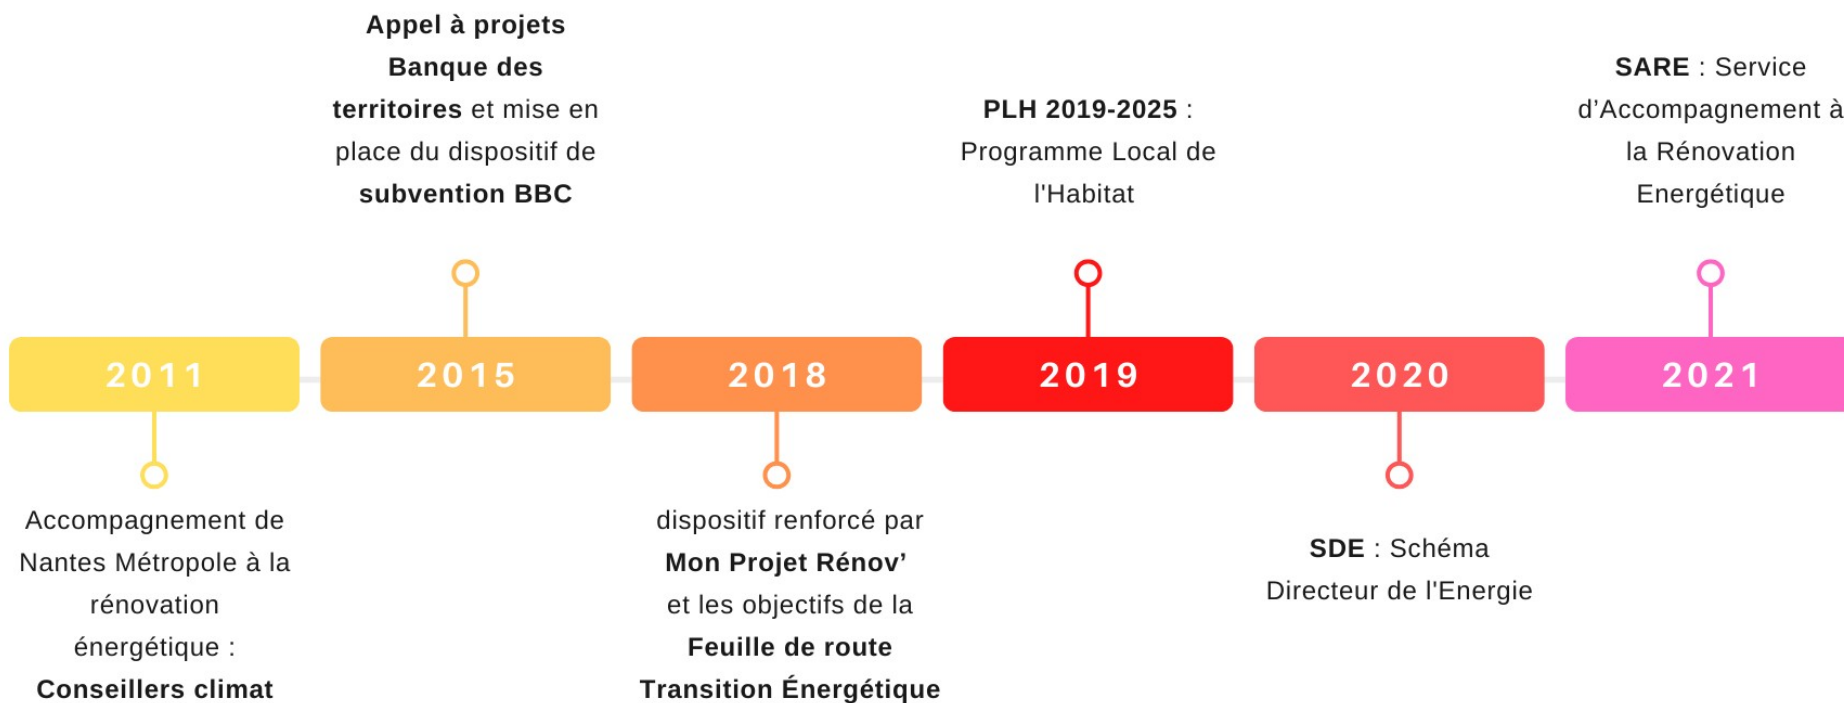 Appel à projets
Banque des
territoires et mise en
place du dispositif de
subvention BBC
PLH 2019-2025 :
Programme Local de
l'Habitat
SARE : Service
d’Accompagnement à
la Rénovation
Energétique
2011
2015
2018
2019
2020
2021
Accompagnement de
Nantes Métropole à la
rénovation
énergétique :
Conseillers climat
dispositif renforcé par
Mon Projet Rénov’
et les objectifs de la
Feuille de route
Transition Énergétique
SDE : Schéma
Directeur de l'Energie